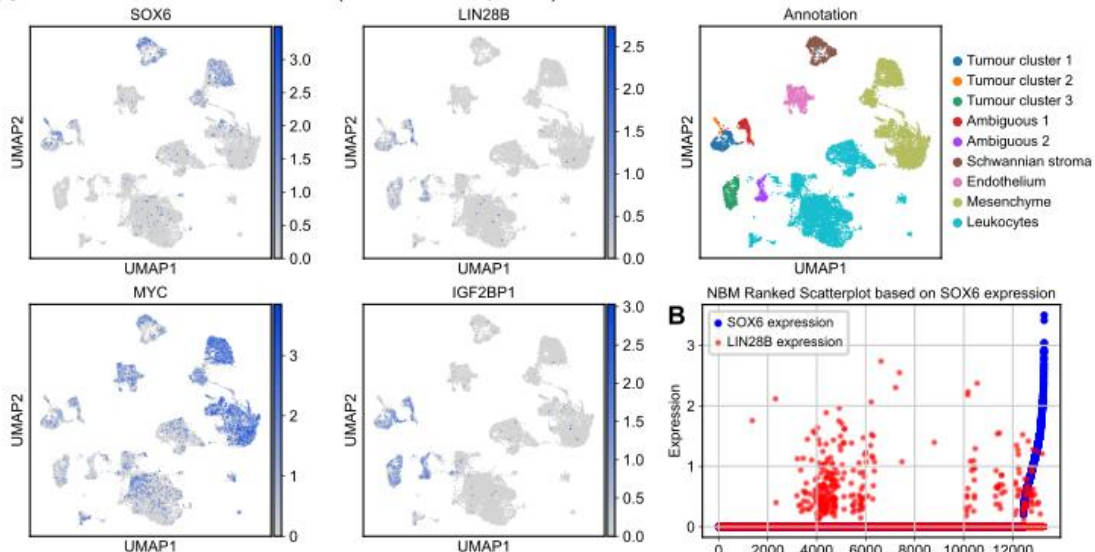 SOX6
LIN28B
Annotation
UMAP2
3.0
2.5
2.0
1.5
1.0
0.5
0.0
UMAP1
UMAP2
2.5
2.0
1.5
1.0
0.5
0.0
UMAP1
UMAP2
UMAP1
Tumour cluster 1
Tumour cluster 2
Tumour cluster 3
Ambiguous 1
Ambiguous 2
Schwannian stroma
Endothelium
Mesenchyme
Leukocytes
MYC
IGF2BP1
NBM Ranked Scatterplot based on SOX6 expression
UMAP2
3
2
1
0
UMAP1
UMAP2
3.0
2.5
2.0
1.5
1.0
0.5
0.0
UMAP1
B
SOX6 expression
LIN28B expression
Expression
3
2
1
0
0 2000 4000 6000 8000 10000 12000